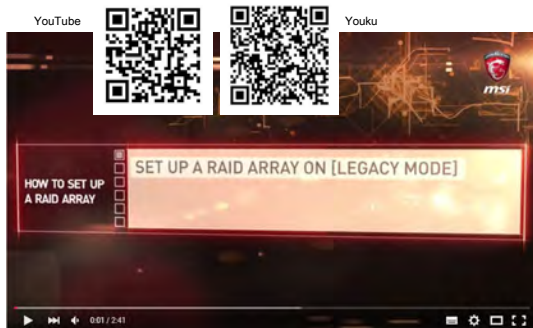 YouTube
Youku
msi
SET UP A RAID ARRAY ON [LEGACY MODE]
HOW TO SET UP
A RAID ARRAY
0:01 / 2:41